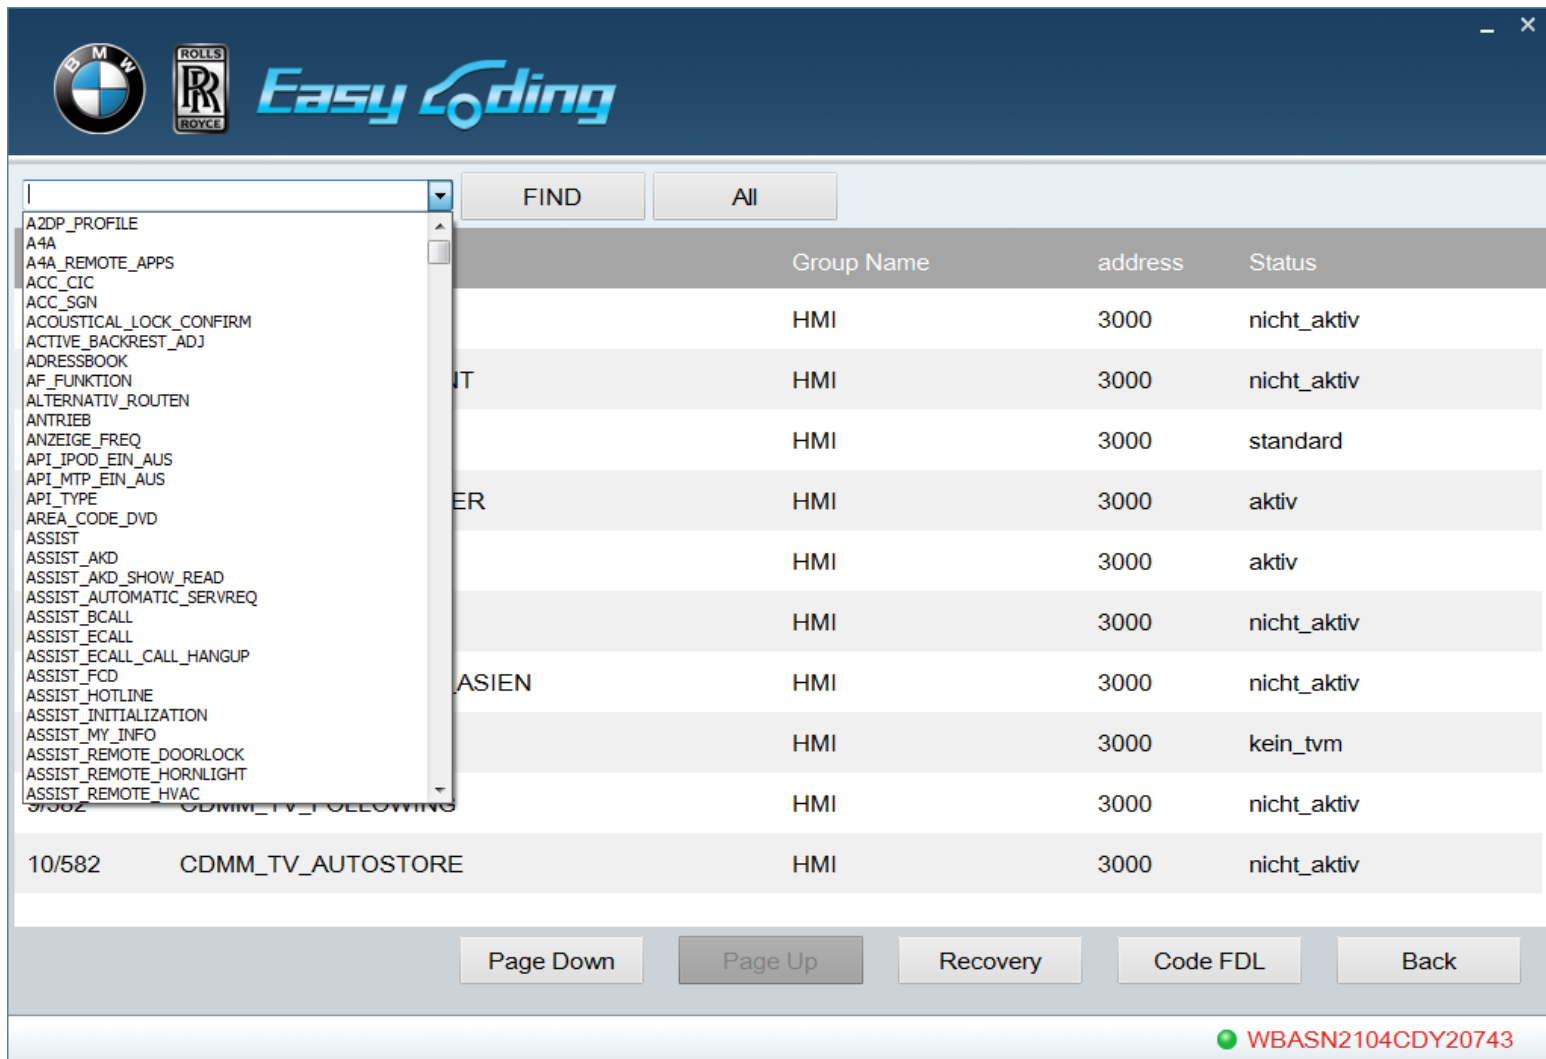 BMW
ROLLS
RR
ROYCE
Easy Coding
FIND
All
A2DP_PROFILE
A4A
A4A_REMOTE_APPS
ACC_CIC
ACC_SGN
ACOUSTICAL_LOCK_CONFIRM
ACTIVE_BACKREST_ADJ
ADRESSBOOK
AF_FUNKTION
ALTERNATIV_ROUTEN
ANTRIEB
ANZEIGE_FREQ
API_IPOD_EIN_AUS
API_MTP_EIN_AUS
API_TYPE
AREA_CODE_DVD
ASSIST
ASSIST_AKD
ASSIST_AKD_SHOW_READ
ASSIST_AUTOMATIC_SERVREQ
ASSIST_BCALL
ASSIST_ECALL
ASSIST_ECALL_CALL_HANGUP
ASSIST_FCD
ASSIST_HOTLINE
ASSIST_INITIALIZATION
ASSIST_MY_INFO
ASSIST_REMOTE_DOORLOCK
ASSIST_REMOTE_HORNLIGHT
ASSIST_REMOTE_HVAC
Group Name address Status
HMI 3000 nicht_aktiv
NT HMI 3000 nicht_aktiv
HMI 3000 standard
ER HMI 3000 aktiv
HMI 3000 aktiv
HMI 3000 nicht_aktiv
_ASIEN HMI 3000 nicht_aktiv
HMI 3000 kein_tvm
9/582 CDMM_TV_FOLLOWING HMI 3000 nicht_aktiv
10/582 CDMM_TV_AUTOSTORE HMI 3000 nicht_aktiv
Page Down Page Up Recovery Code FDL Back
WBASN2104CDY20743